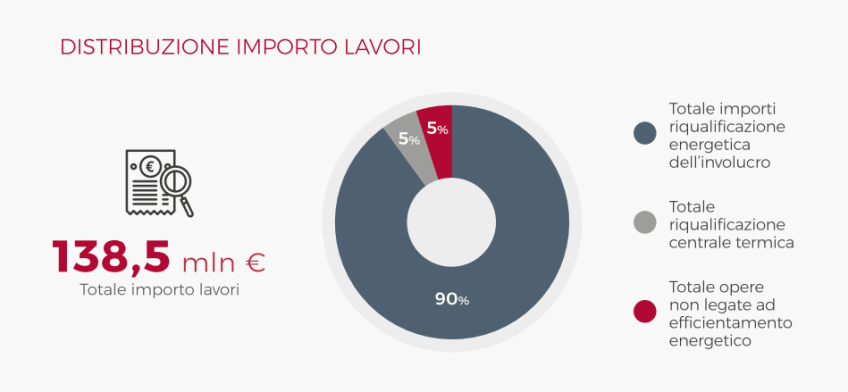 DISTRIBUZIONE IMPORTO LAVORI
€
138,5 mln €
Totale importo lavori
5%
5%
90%
Totale importi
riqualificazione
energetica
dell'involucro
Totale
riqualificazione
centrale termica
Totale opere
non legate ad
efficientamento
energetico